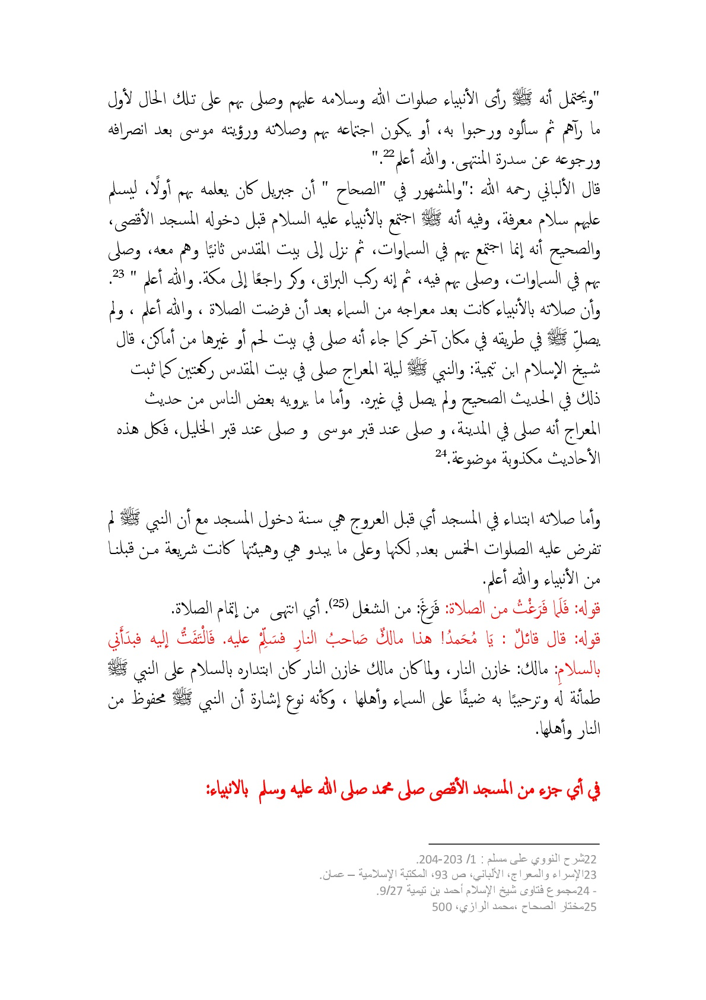 "ويحتمل أنه ﷺ رأى الأنبياء صلوات الله وسلامه عليهم وصلى بهم على تلك الحال لأول
ما رآهم ثم سألوه ورحبوا به، أو يكون اجتماعه بهم وصلاته ورؤيته موسى بعد انصرافه
ورجوعه عن سدرة المنتهى. والله أعلم22."
قال الألباني رحمه الله :"والمشهور في "الصحاح " أن جبريل كان يعلمه بهم أولًا، ليسلم
عليهم سلام معرفة، وفيه أنه ﷺ اجتمع بالأنبياء عليه السلام قبل دخوله المسجد الأقصى،
والصحيح أنه إنما اجتمع بهم في السماوات، ثم نزل إلى بيت المقدس ثانيًا وهم معه، وصلى
بهم في السماوات، وصلى بهم فيه، ثم إنه ركب البراق، وكر راجعًا إلى مكة. والله أعلم " 23.
وأن صلاته بالأنبياء كانت بعد معراجه من السماء بعد أن فرضت الصلاة ، والله أعلم ، ولم
يصلِّ ﷺ في طريقه في مكان آخر كما جاء أنه صلى في بيت لحم أو غيرها من أماكن، قال
شيخ الإسلام ابن تيمية: والنبي ﷺ ليلة المعراج صلى في بيت المقدس ركعتين كما ثبت
ذلك في الحديث الصحيح ولم يصل في غيره. وأما ما يرويه بعض الناس من حديث
المعراج أنه صلى في المدينة، و صلى عند قبر موسى و صلى عند قبر الخليل، فكل هذه
الأحاديث مكذوبة موضوعة.24
وأما صلاته ابتداء في المسجد أي قبل العروج هي سنة دخول المسجد مع أن النبي ﷺ لم
تفرض عليه الصلوات الخمس بعد, لكنها وعلى ما يبدو هي وهيئتها كانت شريعة مـن قبلنـا
من الأنبياء والله أعلم.
قوله: فَلَما فَرَغْتُ من الصلاة: فَرَغَ: من الشغل (25). أي انتهى من إتمام الصلاة.
قوله: قال قائلٌ : يَا مُحَمدُ! هذا مالكٌ صَاحبُ النارِ فسَلِّمْ عليه. فَالْتَفَتُّ إليه فبدَأَني
بالسلامِ: مالك: خازن النار، ولما كان مالك خازن النار كان ابتداره بالسلام على النبي ﷺ
طمأنة له وترحيبًا به ضيفًا على السماء وأهلها ، وكأنه نوع إشارة أن النبي ﷺ محفوظ من
النار وأهلها.
في أي جزء من المسجد الأقصى صلى محمد صلى الله عليه وسلم بالانبياء:
22شرح النووي على مسلم : 1/ 203-204.
23الإسراء والمعراج، الألباني، ص 93، المكتبة الإسلامية – عمان.
- 24مجموع فتاوى شيخ الإسلام أحمد بن تيمية 9/27.
25مختار الصحاح ،محمد الرازي، 500